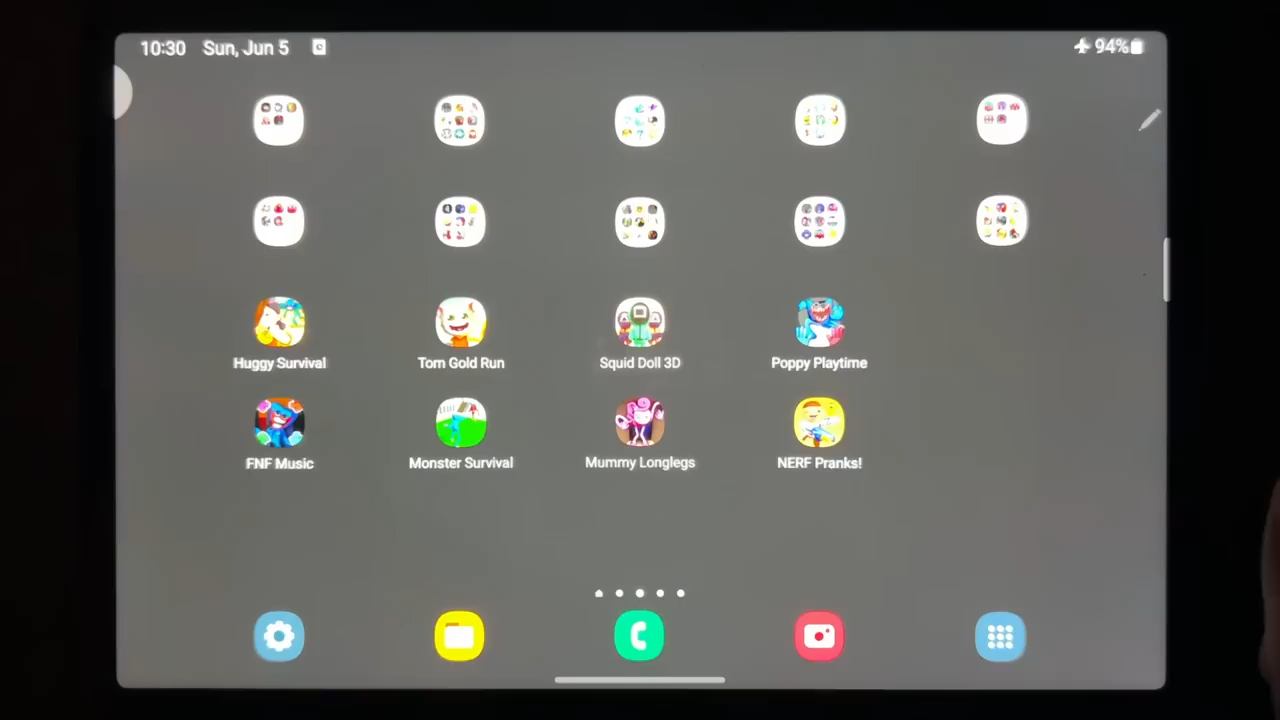 10:30 Sun, Jun 5 94%
Huggy Survival Tom Gold Run Squid Doll 3D Poppy Playtime
FNF Music Monster Survival Mummy Longlegs NERF Pranks!